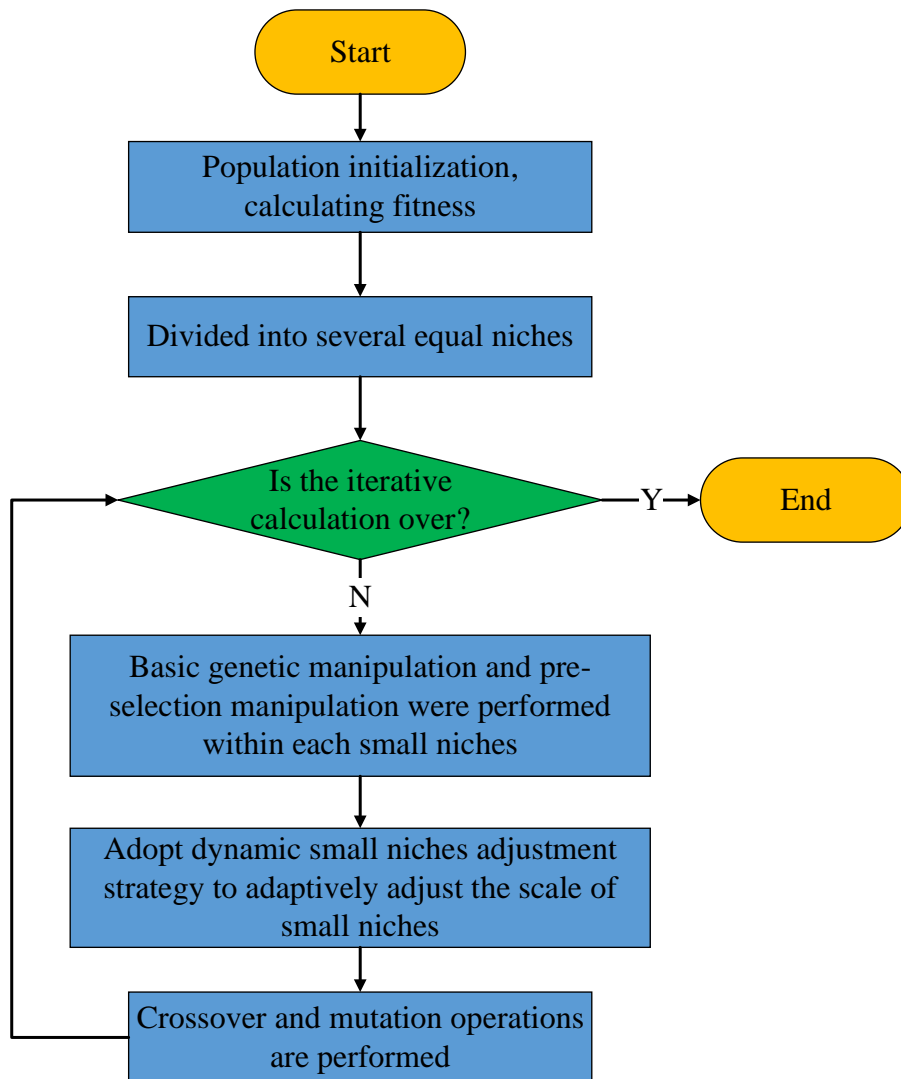 Start
Population initialization,
calculating fitness
Divided into several equal niches
Is the iterative
calculation over?
Y
End
N
Basic genetic manipulation and pre-
selection manipulation were performed
within each small niches
Adopt dynamic small niches adjustment
strategy to adaptively adjust the scale of
small niches
Crossover and mutation operations
are performed